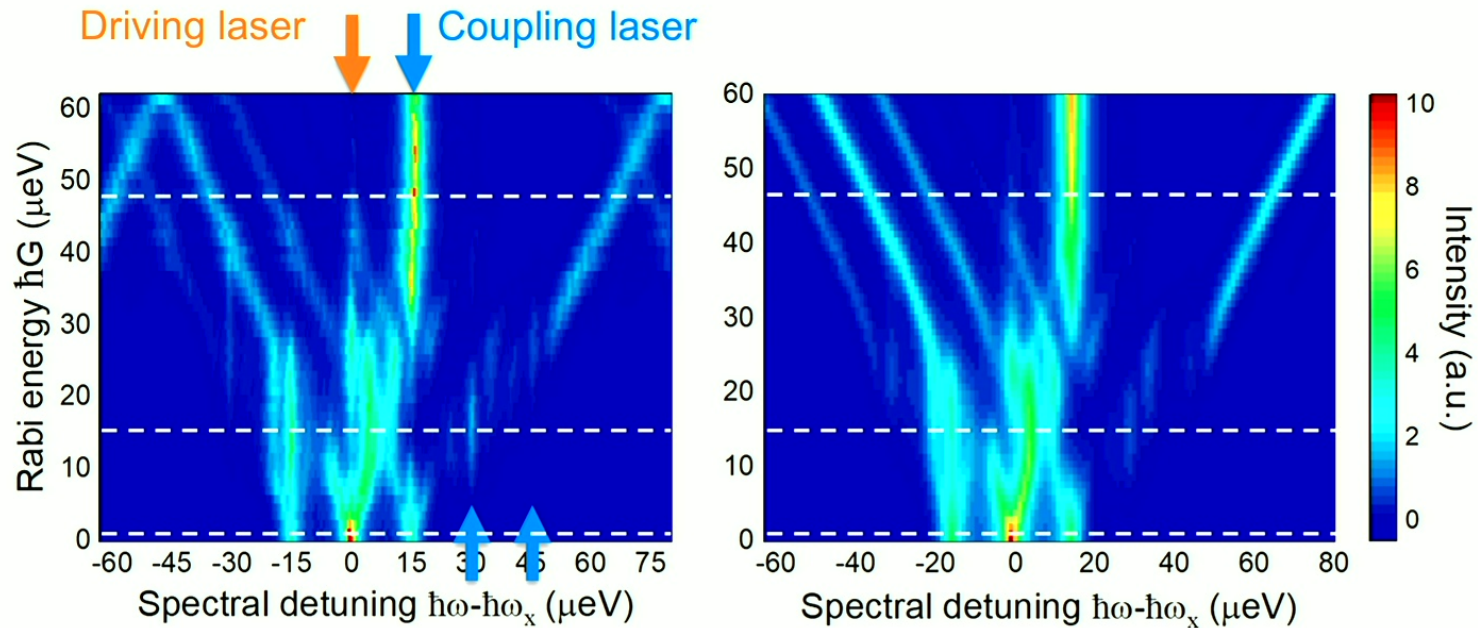 Driving laser
Coupling laser
60
50
40
30
20
10
0
Rabi energy ħG (μeV)
-60 -45 -30 -15 0 15 30 45 60 75
Spectral detuning ħω-ħωx (μeV)
60
50
40
30
20
10
0
-60 -40 -20 0 20 40 60 80
Spectral detuning ħω-ħωx (μeV)
10
8
6
4
2
0
Intensity (a.u.)